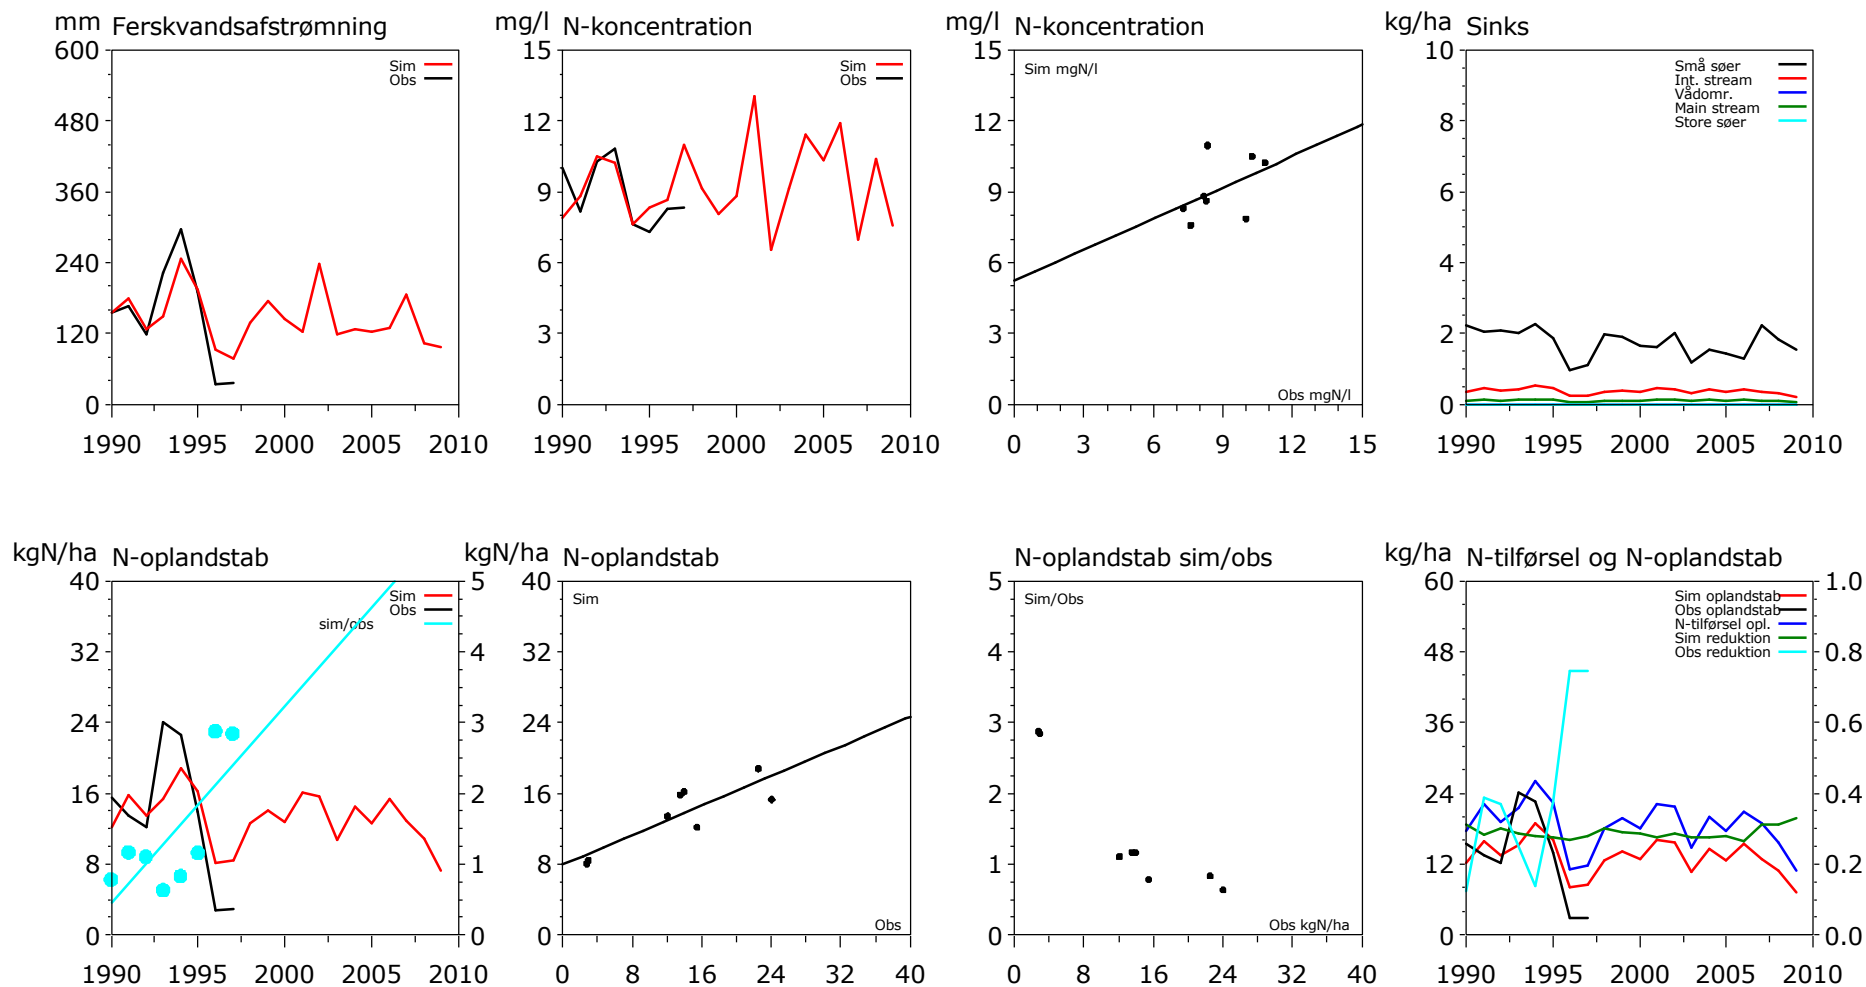 mm Ferskvandsafstrømning
600
480
360
240
120
0
Sim
Obs
1990 1995 2000 2005 2010
mg/l N-koncentration
15
12
9
6
3
0
Sim
Obs
1990 1995 2000 2005 2010
mg/l N-koncentration
15
12
9
6
3
0
Sim mgN/l
Obs mgN/l
0 3 6 9 12 15
kg/ha Sinks
10
8
6
4
2
0
Små søer
Int. stream
Vådomr.
Main stream
Store søer
1990 1995 2000 2005 2010
kgN/ha N-oplandstab
40
32
24
16
8
0
Sim
Obs
sim/obs
5
4
3
2
1
0
1990 1995 2000 2005 2010
kgN/ha N-oplandstab
40
32
24
16
8
0
Sim
Obs
0 8 16 24 32 40
N-oplandstab sim/obs
5
4
3
2
1
0
Sim/Obs
Obs kgN/ha
0 8 16 24 32 40
kg/ha N-tilførsel og N-oplandstab
60
48
36
24
12
0
Sim oplandstab
Obs oplandstab
N-tilførsel opl.
Sim reduktion
Obs reduktion
1.0
0.8
0.6
0.4
0.2
0.0
1990 1995 2000 2005 2010